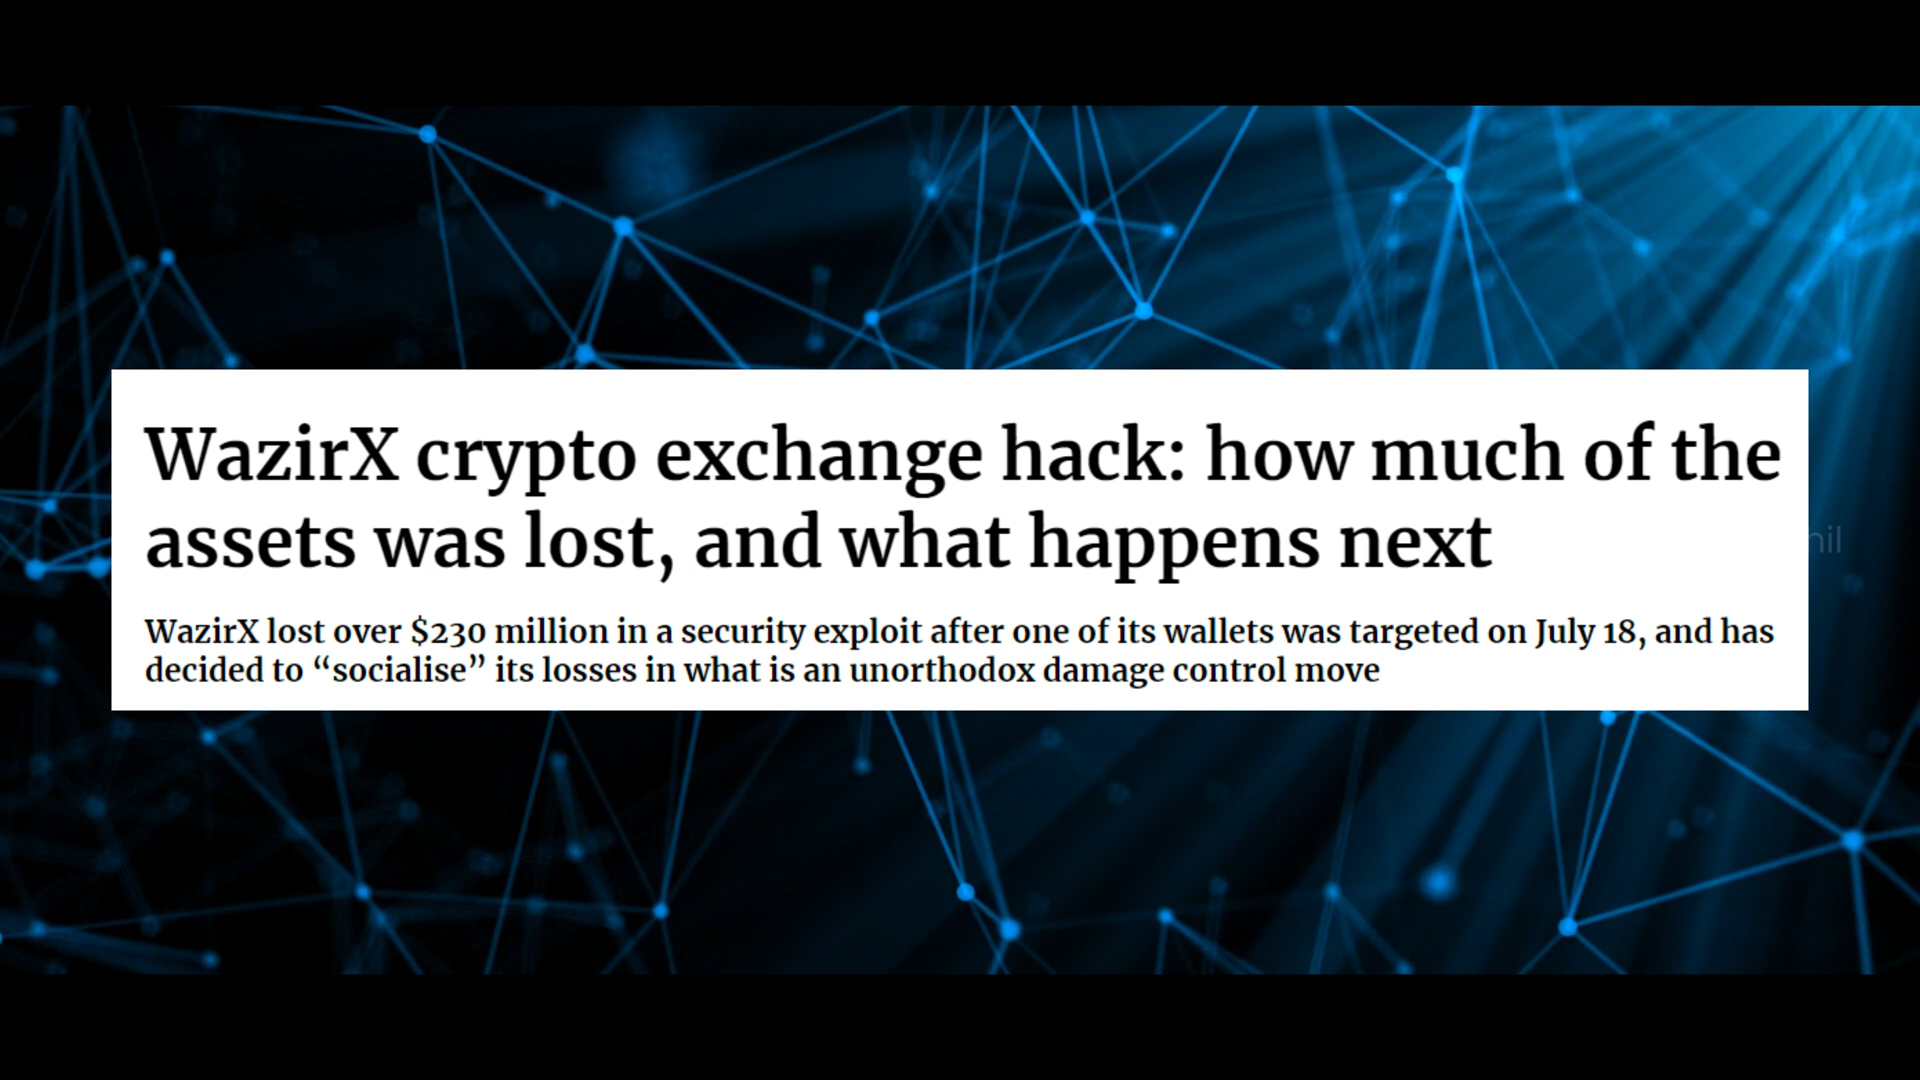 WazirX crypto exchange hack: how much of the
assets was lost, and what happens next
WazirX lost over $230 million in a security exploit after one of its wallets was targeted on July 18, and has
decided to “socialise” its losses in what is an unorthodox damage control move